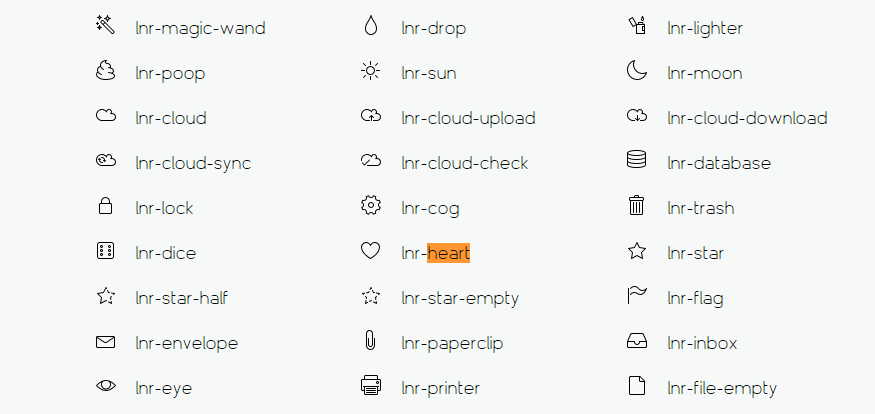 lnr-magic-wand lnr-drop lnr-lighter
lnr-poop lnr-sun lnr-moon
lnr-cloud lnr-cloud-upload lnr-cloud-download
lnr-cloud-sync lnr-cloud-check lnr-database
lnr-lock lnr-cog lnr-trash
lnr-dice lnr-heart lnr-star
lnr-star-half lnr-star-empty lnr-flag
lnr-envelope lnr-paperclip lnr-inbox
lnr-eye lnr-printer lnr-file-empty